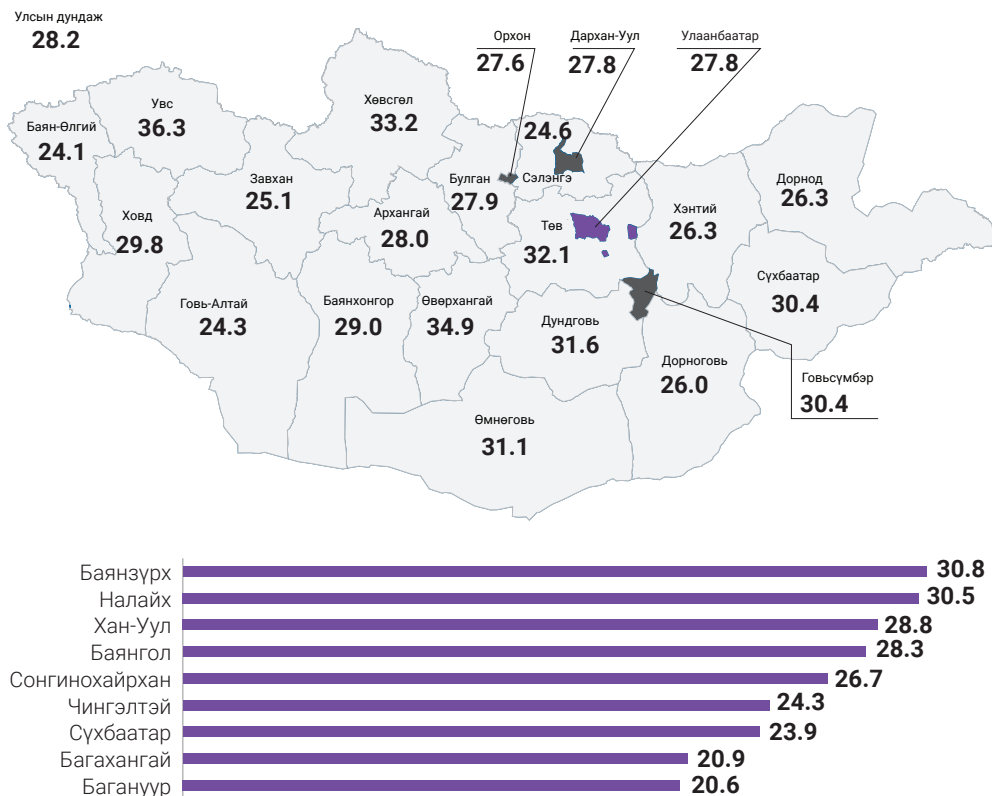 Улсын дундаж
28.2
Орхон
27.6
Дархан-Уул
27.8
Улаанбаатар
27.8
Баян-Өлгий
24.1
Увс
36.3
Хөвсгөл
33.2
24.6
Сэлэнгэ
Завхан
25.1
Булган
27.9
Ховд
29.8
Архангай
28.0
Төв
32.1
Хэнтий
26.3
Дорнод
26.3
Сүхбаатар
30.4
Говь-Алтай
24.3
Баянхонгор
29.0
Өвөрхангай
34.9
Дундговь
31.6
Дорноговь
26.0
Говьсүмбэр
30.4
Өмнөговь
31.1
Баянзүрх 30.8
Налайх 30.5
Хан-Уул 28.8
Баянгол 28.3
Сонгинохайрхан 26.7
Чингэлтэй 24.3
Сүхбаатар 23.9
Багахангай 20.9
Багануур 20.6